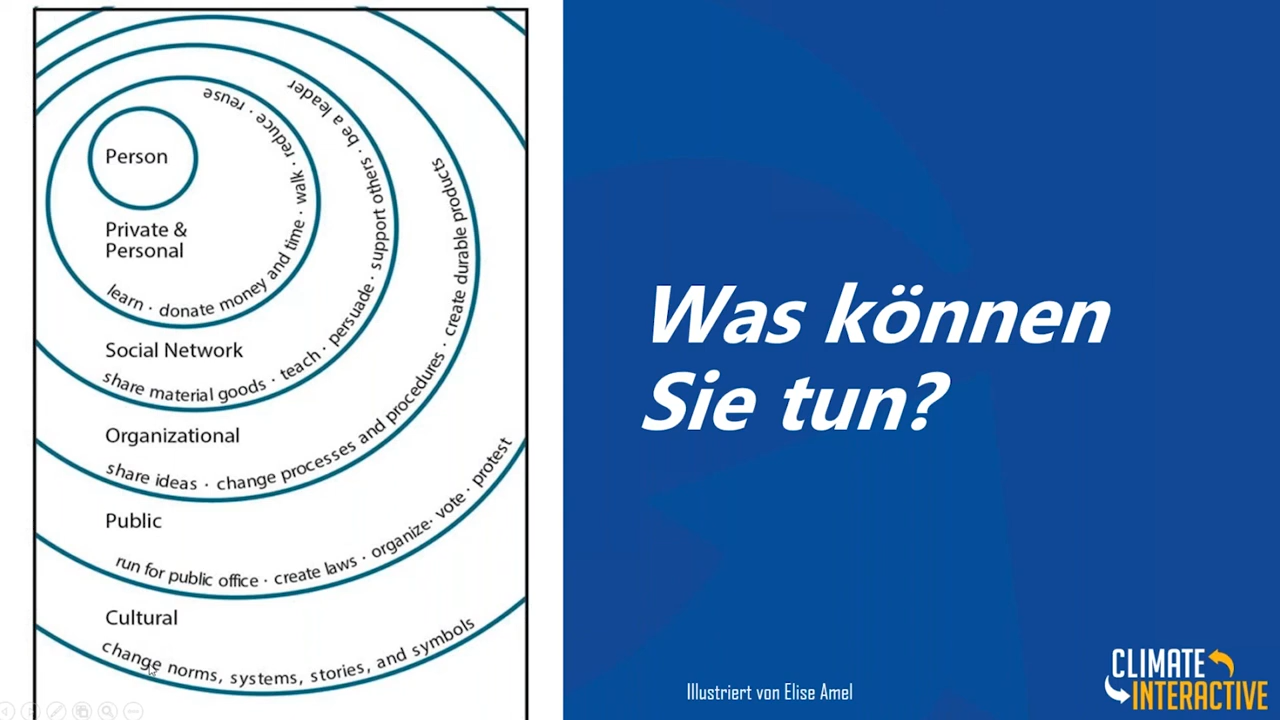 Person
reuse · reduce · walk ·
Private &
Personal
learn · donate money and time · walk · reduce · reuse
Social Network
share material goods · teach · persuade · support others · be a leader
Organizational
share ideas · change processes and procedures · create durable products
Public
run for public office · create laws · organize· vote · protest
Cultural
change norms, systems, stories, and symbols
Was können
Sie tun?
Illustriert von Elise Amel
CLIMATE
INTERACTIVE